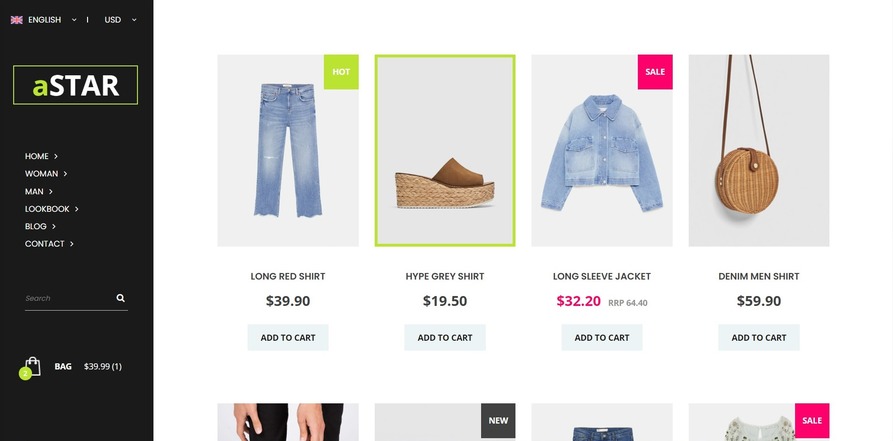 ENGLISH I USD
aSTAR
HOME
WOMAN
MAN
LOOKBOOK
BLOG
CONTACT
Search
2
BAG $39.99 (1)
HOT
SALE
LONG RED SHIRT
$39.90
ADD TO CART
HYPE GREY SHIRT
$19.50
ADD TO CART
LONG SLEEVE JACKET
$32.20 RRP 64.40
ADD TO CART
DENIM MEN SHIRT
$59.90
ADD TO CART
NEW
SALE